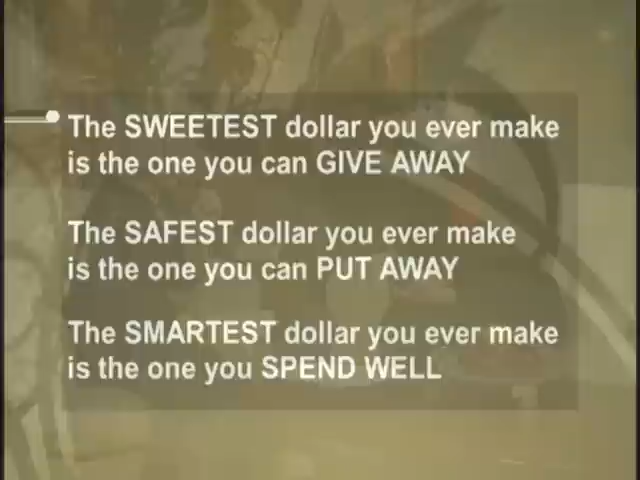 The SWEETEST dollar you ever make
is the one you can GIVE AWAY
The SAFEST dollar you ever make
is the one you can PUT AWAY
The SMARTEST dollar you ever make
is the one you SPEND WELL